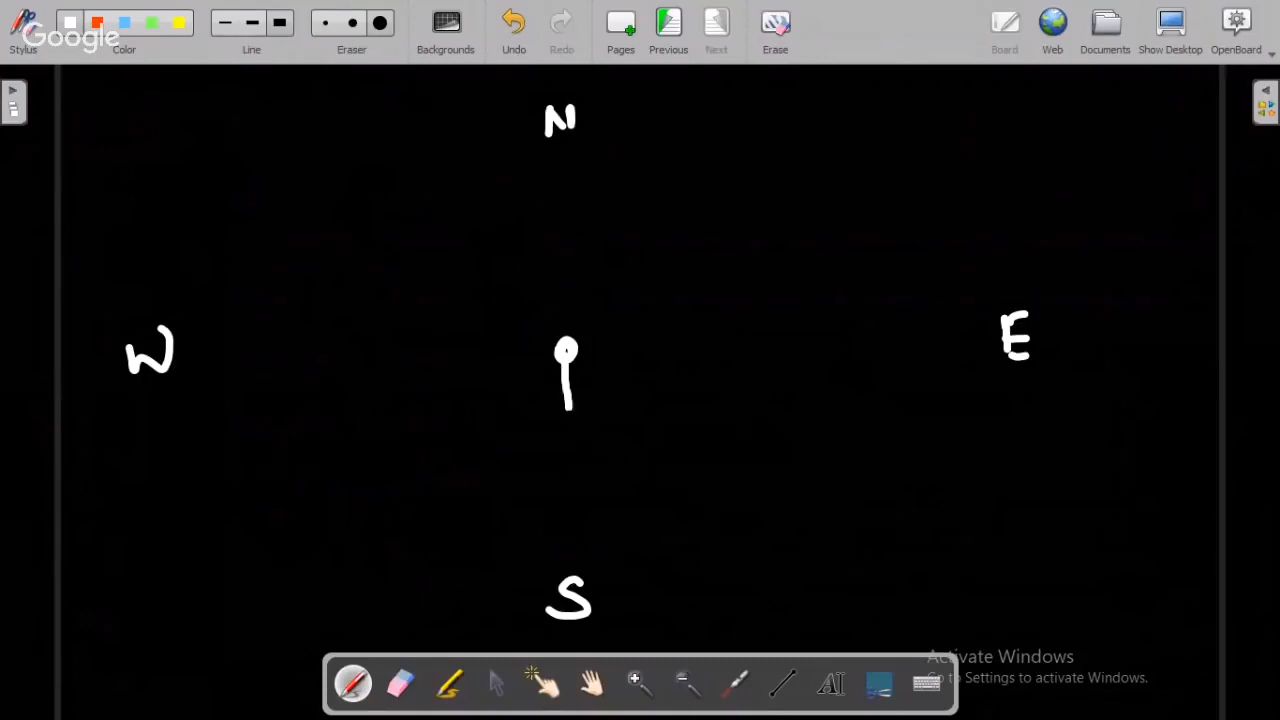 Google
Stylus Color Line Eraser Backgrounds Undo Redo Pages Previous Next Erase Board Web Documents Show Desktop OpenBoard
N
W E
S
Activate Windows
Go to Settings to activate Windows.
AI